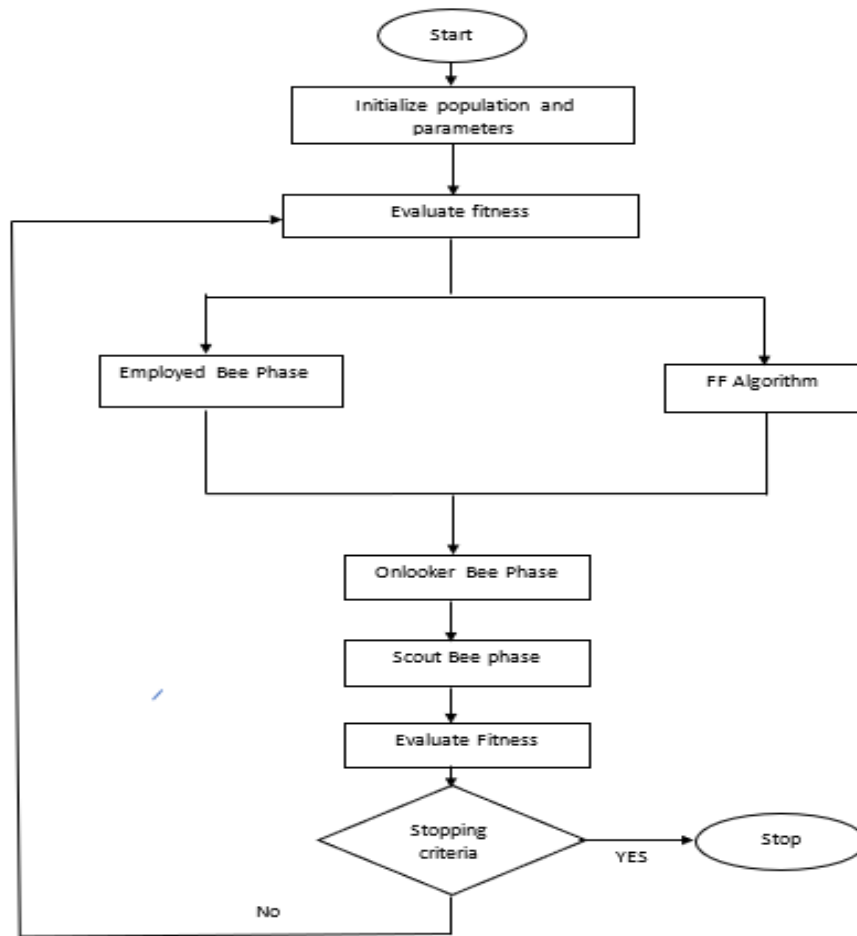 Start
Initialize population and
parameters
Evaluate fitness
Employed Bee Phase
FF Algorithm
Onlooker Bee Phase
Scout Bee phase
Evaluate Fitness
Stopping
criteria
Stop
YES
No